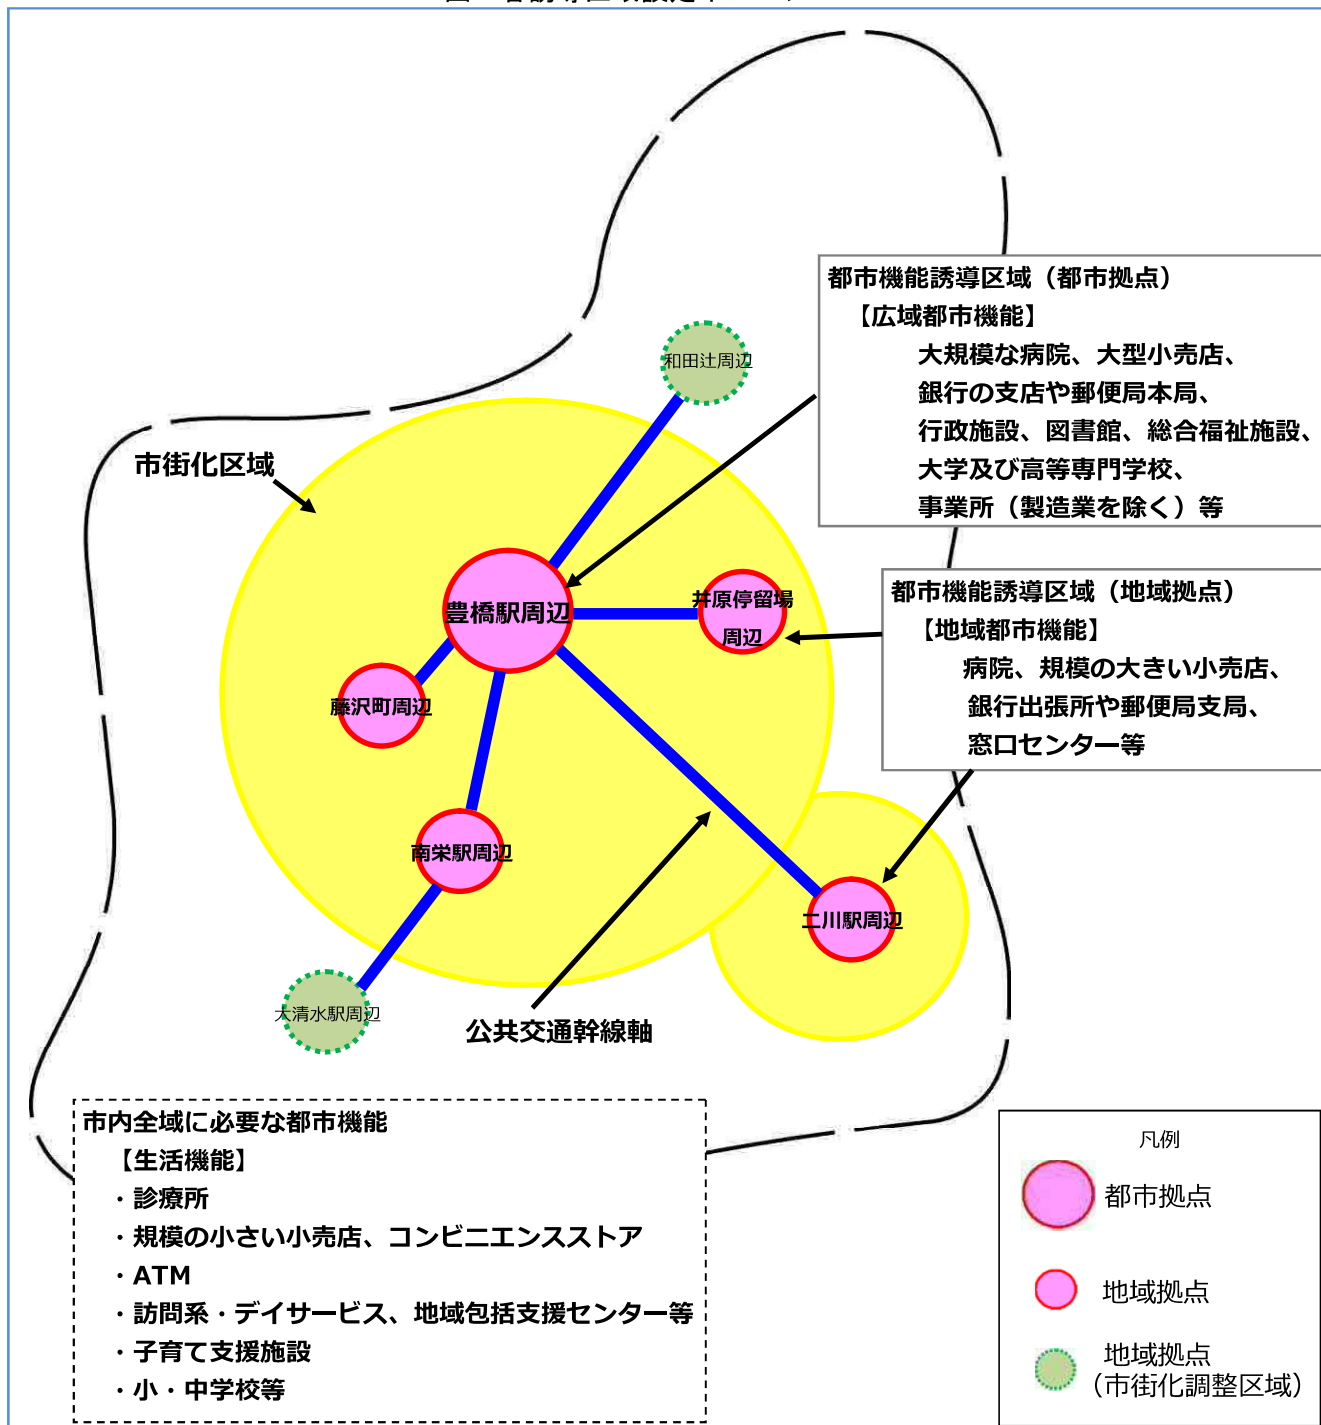 都市機能誘導区域（都市拠点）
【広域都市機能】
大規模な病院、大型小売店、
銀行の支店や郵便局本局、
行政施設、図書館、総合福祉施設、
大学及び高等専門学校、
事業所（製造業を除く）等
和田辻周辺
市街化区域
豊橋駅周辺
井原停留場
周辺
都市機能誘導区域（地域拠点）
【地域都市機能】
病院、規模の大きい小売店、
銀行出張所や郵便局支局、
窓口センター等
藤沢町周辺
南栄駅周辺
二川駅周辺
大清水駅周辺
公共交通幹線軸
市内全域に必要な都市機能
【生活機能】
・診療所
・規模の小さい小売店、コンビニエンスストア
・ATM
・訪問系・デイサービス、地域包括支援センター等
・子育て支援施設
・小・中学校等
凡例
都市拠点
地域拠点
地域拠点
（市街化調整区域）